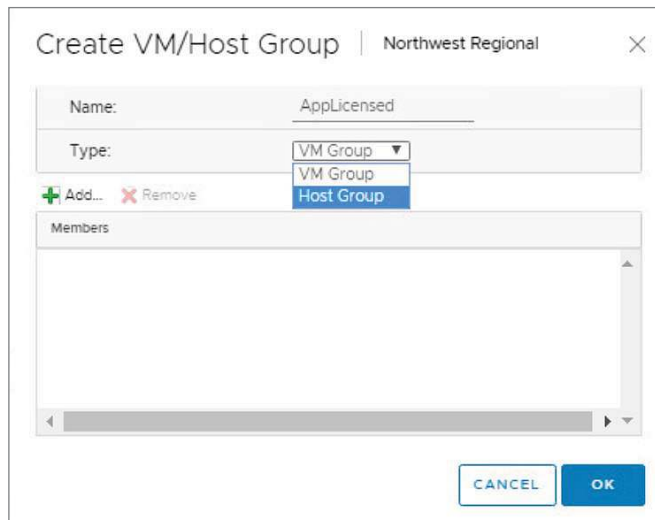 Create VM/Host Group Northwest Regional
Name: AppLicensed
Type: VM Group
VM Group
Host Group
Add... Remove
Members
CANCEL OK